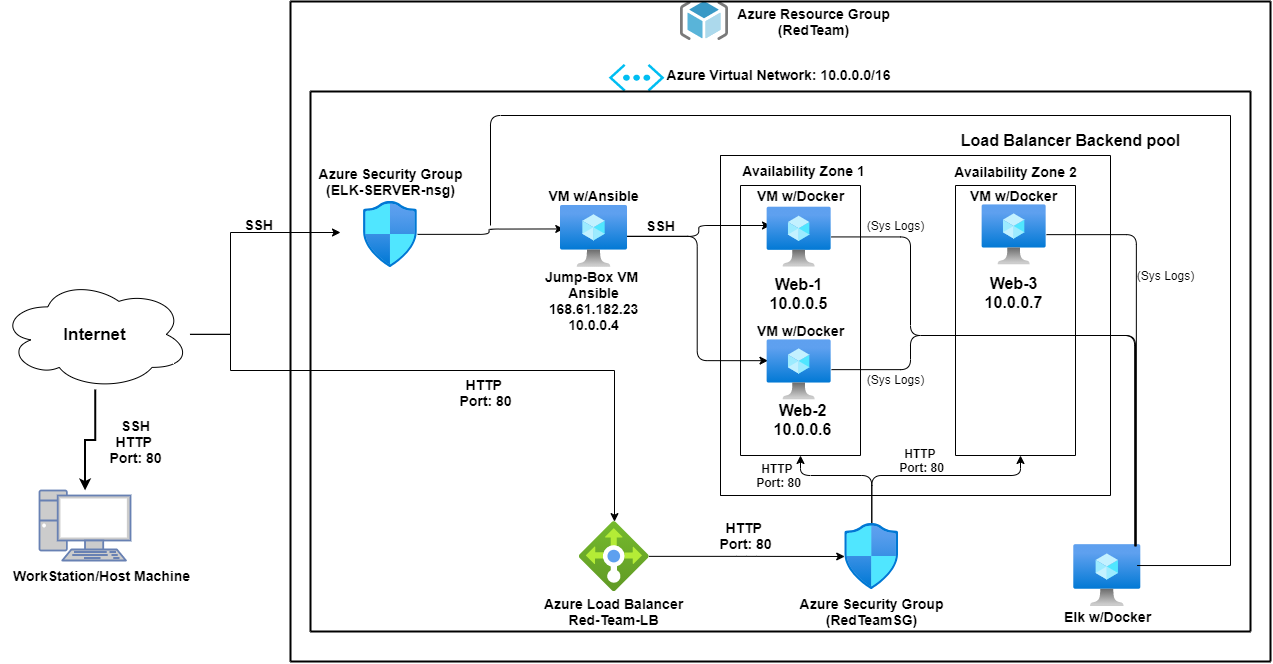 Azure Resource Group
(RedTeam)
Azure Virtual Network: 10.0.0.0/16
Load Balancer Backend pool
Azure Security Group
(ELK-SERVER-nsg)
Availability Zone 1
Availability Zone 2
VM w/Ansible
VM w/Docker
VM w/Docker
SSH
SSH
(Sys Logs)
Jump-Box VM
Ansible
168.61.182.23
10.0.0.4
Web-1
10.0.0.5
Web-3
10.0.0.7
(Sys Logs)
Internet
VM w/Docker
(Sys Logs)
HTTP
Port: 80
Web-2
10.0.0.6
SSH
HTTP
Port: 80
HTTP
Port: 80
HTTP
Port: 80
HTTP
Port: 80
WorkStation/Host Machine
Azure Load Balancer
Red-Team-LB
Azure Security Group
(RedTeamSG)
Elk w/Docker